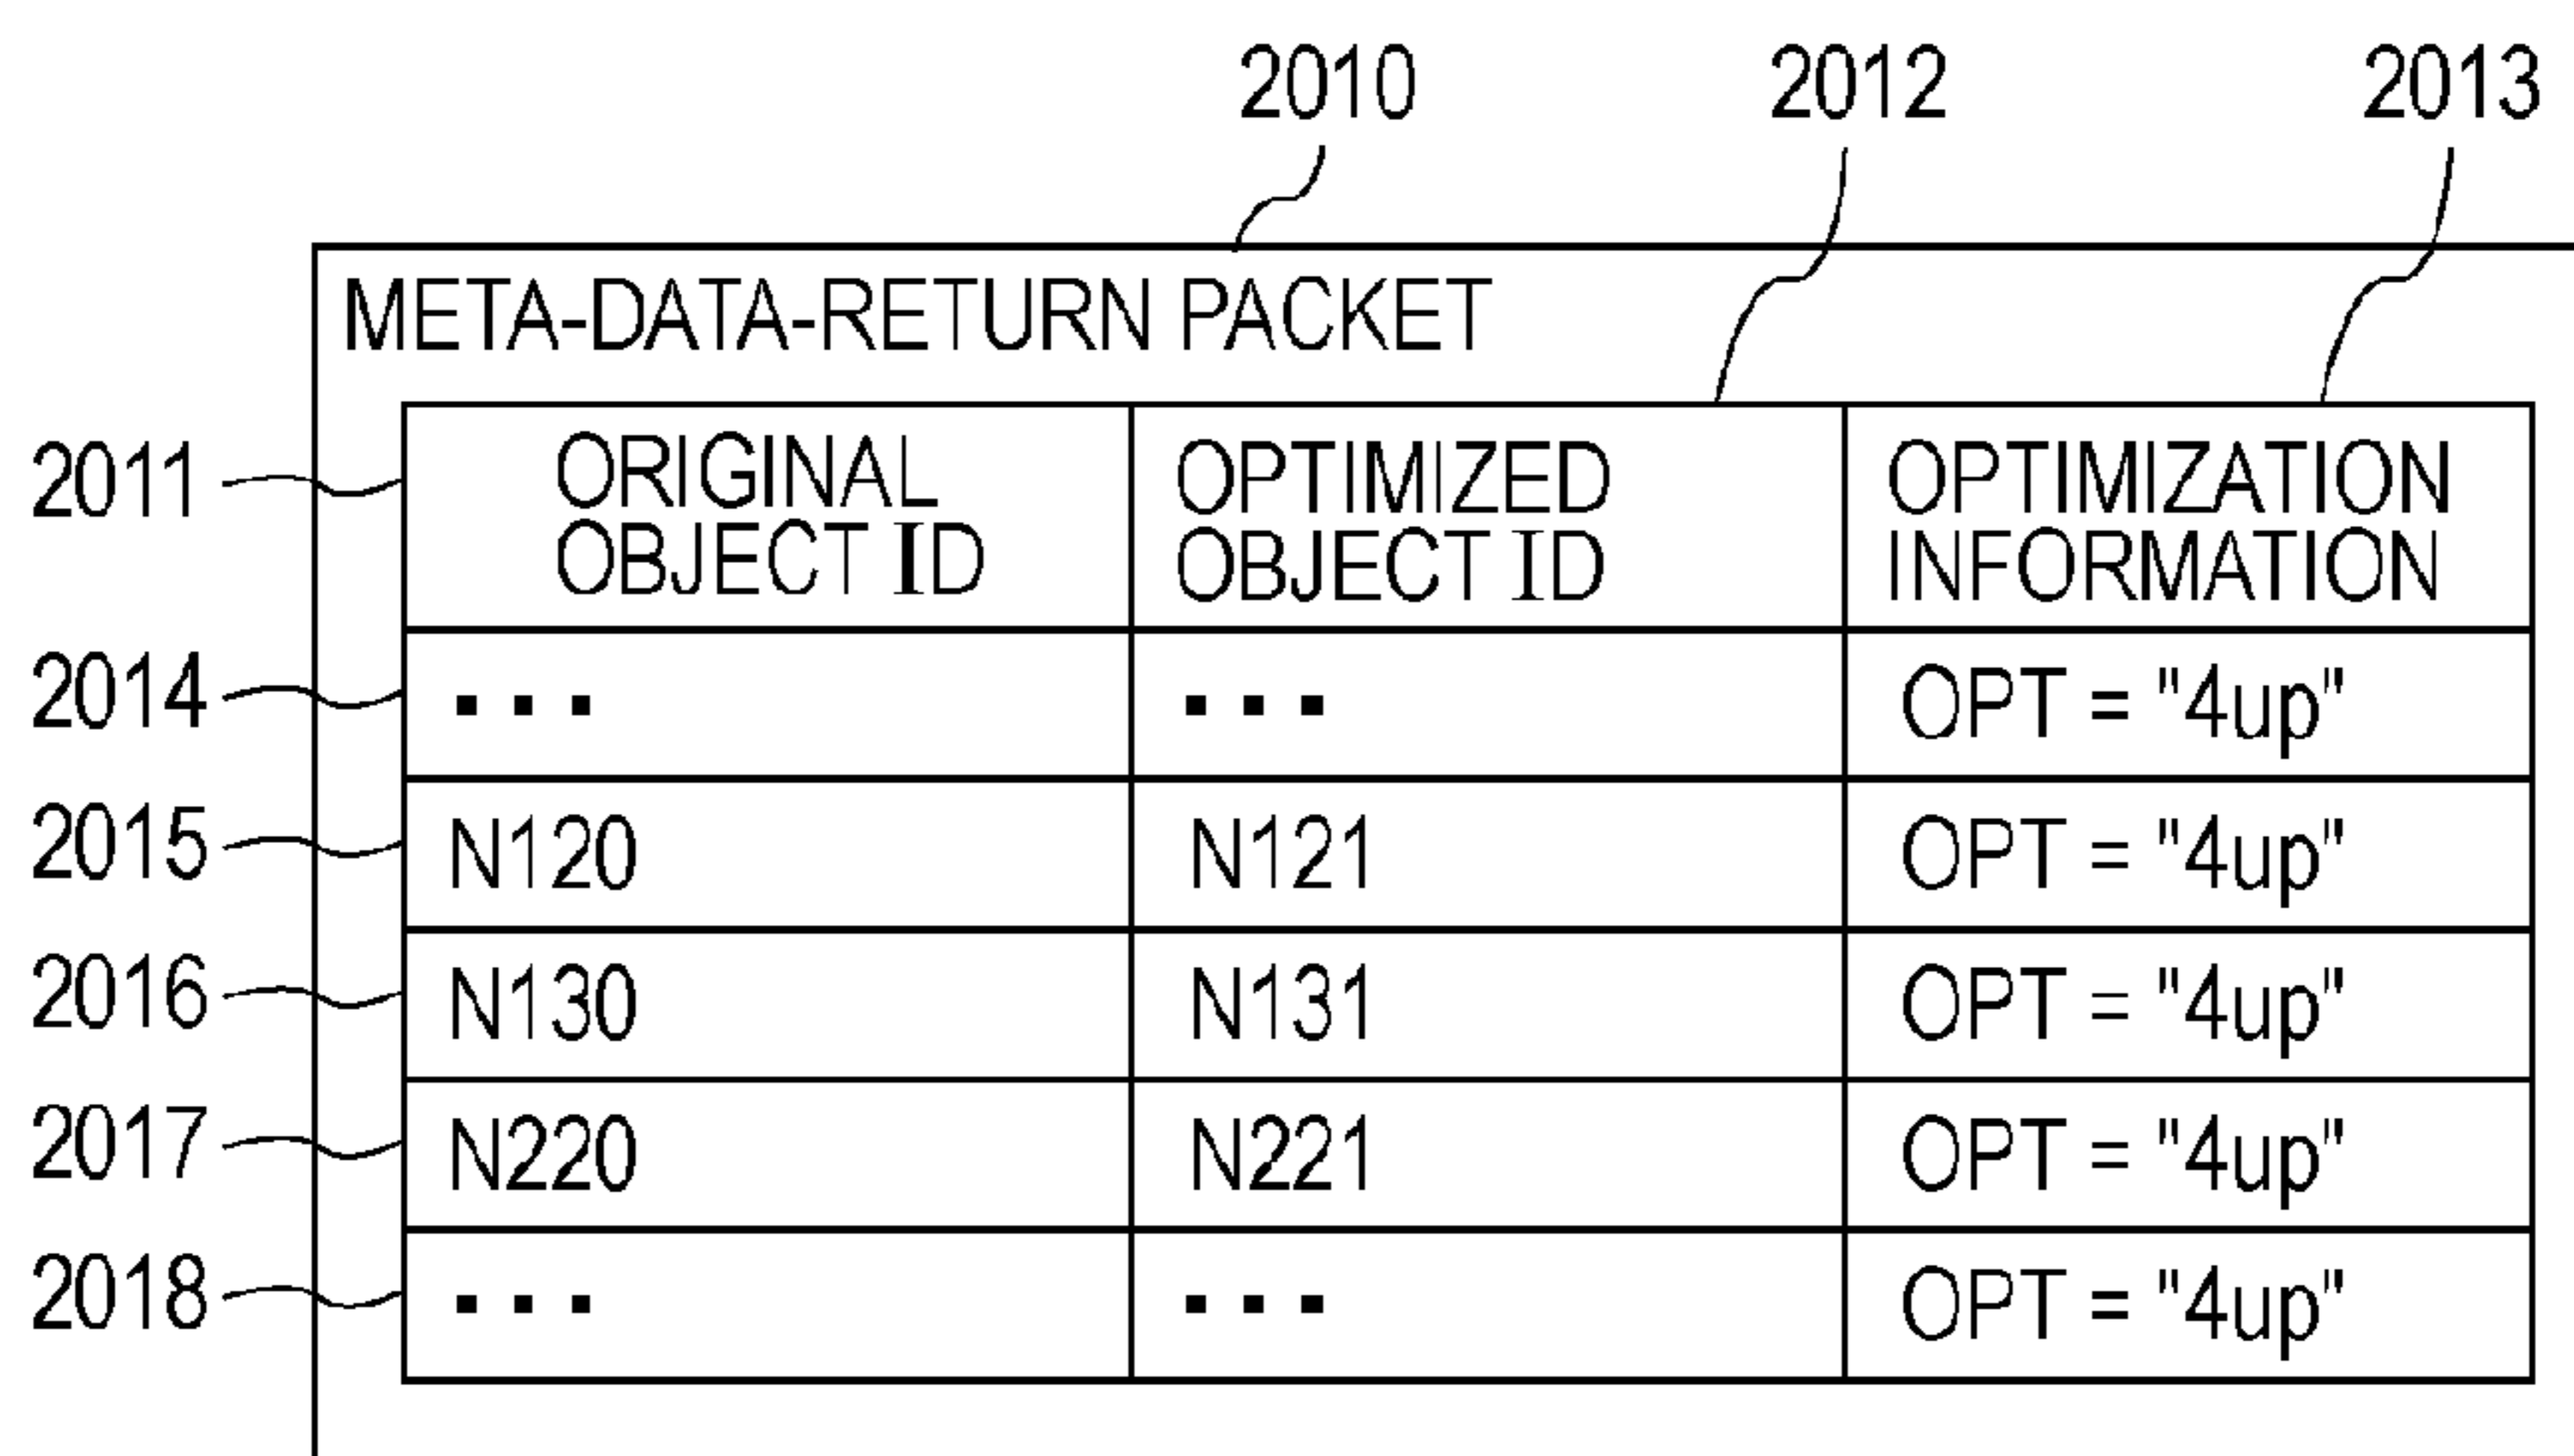 2010 2012 2013
META-DATA-RETURN PACKET
2011 ORIGINAL OBJECT ID OPTIMIZED OBJECT ID OPTIMIZATION INFORMATION
2014 ... ... OPT = "4up"
2015 N120 N121 OPT = "4up"
2016 N130 N131 OPT = "4up"
2017 N220 N221 OPT = "4up"
2018 ... ... OPT = "4up"